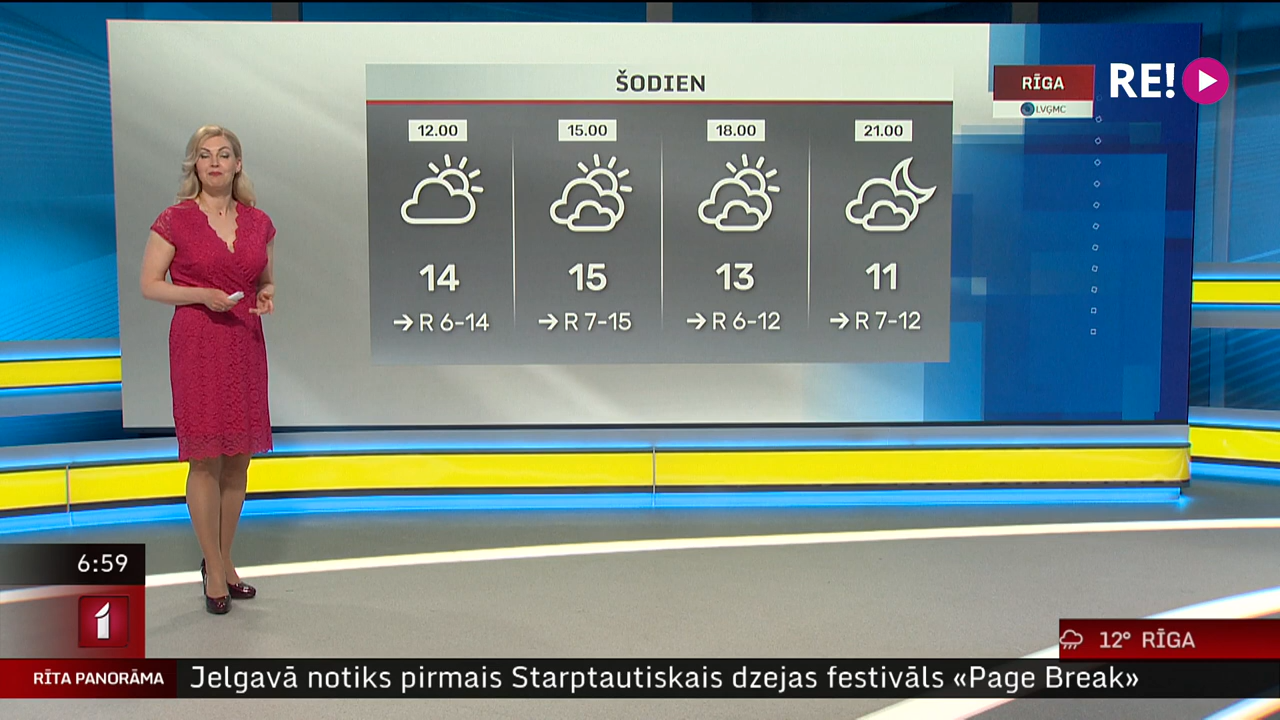 ŠODIEN
RĪGA
LVĢMC
RE!
12.00 15.00 18.00 21.00
14 15 13 11
→ R 6-14 → R 7-15 → R 6-12 → R 7-12
6:59
1
12° RĪGA
RĪTA PANORĀMA Jelgavā notiks pirmais Starptautiskais dzejas festivāls «Page Break»